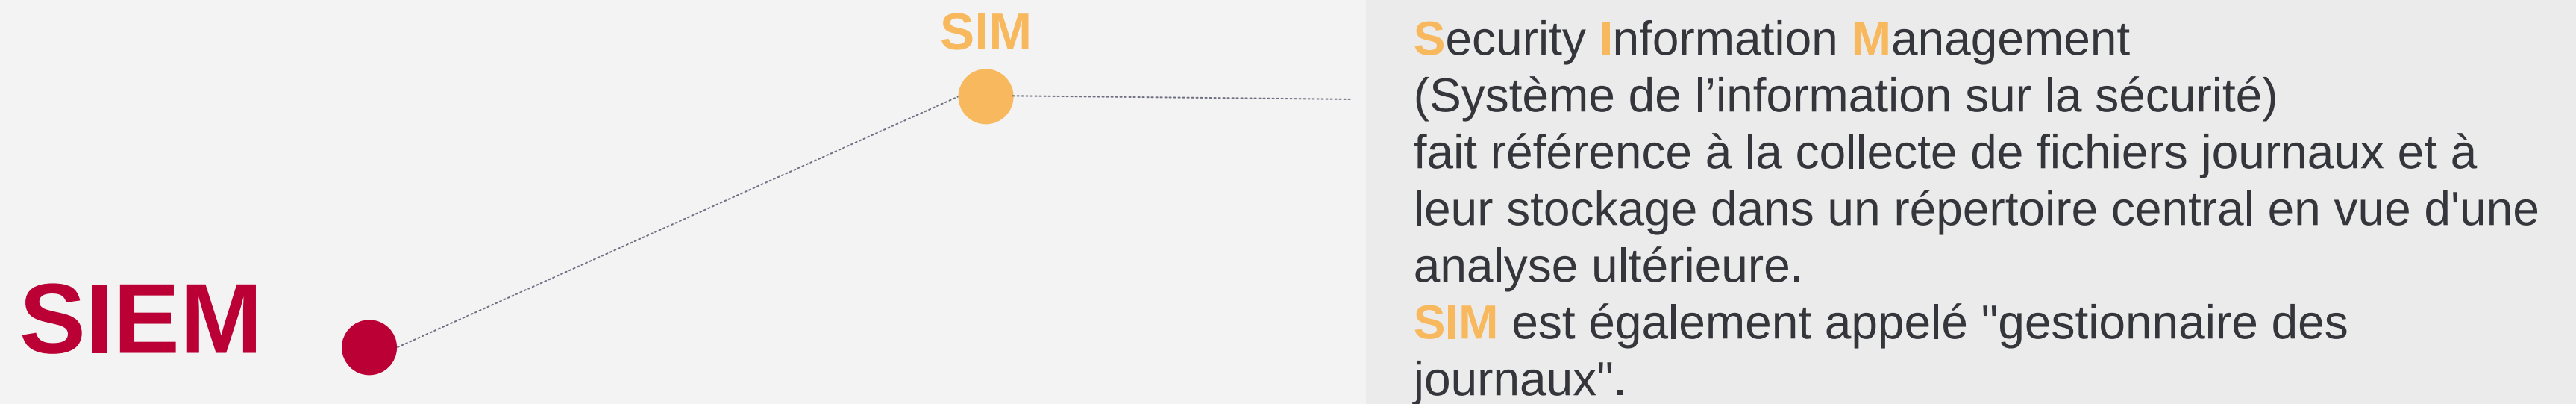 SIM
SIEM
Security Information Management
(Système de l’information sur la sécurité)
fait référence à la collecte de fichiers journaux et à
leur stockage dans un répertoire central en vue d'une
analyse ultérieure.
SIM est également appelé "gestionnaire des
journaux".